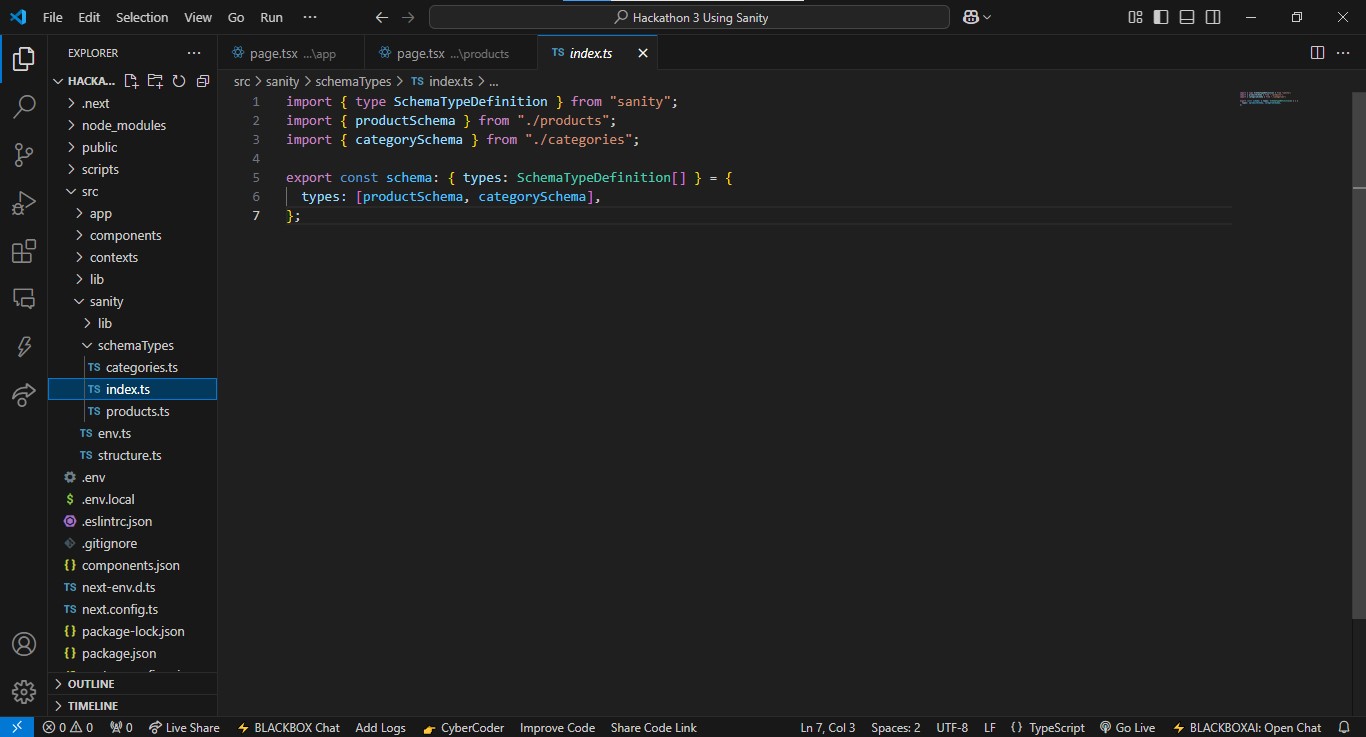 File Edit Selection View Go Run ··· Hackathon 3 Using Sanity
EXPLORER ···
HACKA...
.next
node_modules
public
scripts
src
app
components
contexts
lib
sanity
lib
schemaTypes
TS categories.ts
TS index.ts
TS products.ts
TS env.ts
TS structure.ts
.env
$ .env.local
.eslintrc.json
.gitignore
{} components.json
TS next-env.d.ts
TS next.config.ts
{} package-lock.json
{} package.json
OUTLINE
TIMELINE
page.tsx ...\app page.tsx ...\products TS index.ts
src > sanity > schemaTypes > TS index.ts > ...
1 import { type SchemaTypeDefinition } from "sanity";
2 import { productSchema } from "./products";
3 import { categorySchema } from "./categories";
4
5 export const schema: { types: SchemaTypeDefinition[] } = {
6 types: [productSchema, categorySchema],
7 };
0 0 0 Live Share BLACKBOX Chat Add Logs CyberCoder Improve Code Share Code Link Ln 7, Col 3 Spaces: 2 UTF-8 LF {} TypeScript Go Live BLACKBOXAI: Open Chat